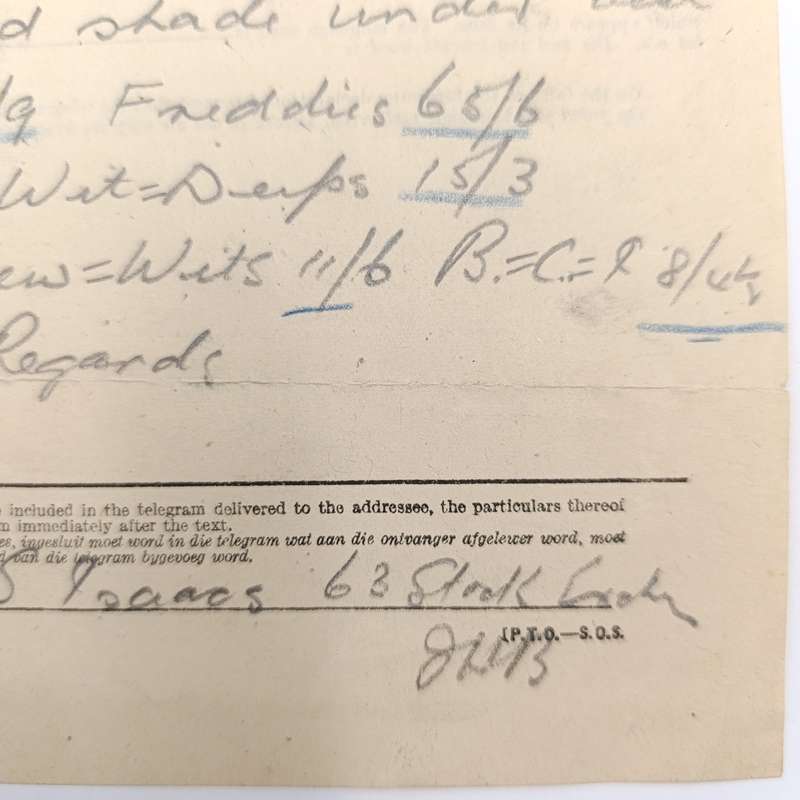 d shade under
Freddies 65/6
Wit=Deeps 15/3
ew=Wits 11/6 B.=C.= 8/4½
Regards
included in the telegram delivered to the addressee, the particulars thereof
m immediately after the text.
es, ingesluit moet word in die telegram wat aan die ontvanger afgelewer word, moet
d van die telegram bygevoeg word.
S Isaacs 63 Stock Exchn
[P.T.O.—S.O.S.